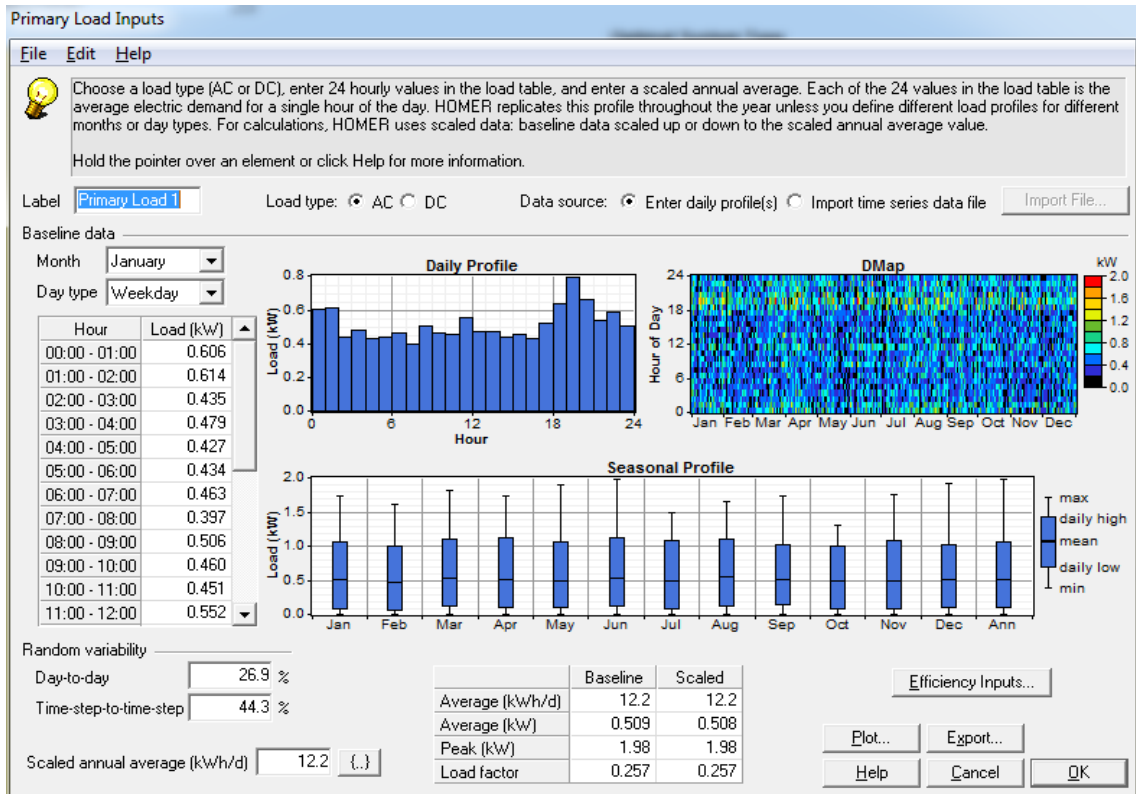 Primary Load Inputs
File Edit Help
Choose a load type (AC or DC), enter 24 hourly values in the load table, and enter a scaled annual average. Each of the 24 values in the load table is the
average electric demand for a single hour of the day. HOMER replicates this profile throughout the year unless you define different load profiles for different
months or day types. For calculations, HOMER uses scaled data: baseline data scaled up or down to the scaled annual average value.
Hold the pointer over an element or click Help for more information.
Label Primary Load 1 Load type: AC DC Data source: Enter daily profile(s) Import time series data file Import File...
Baseline data
Month January
Day type Weekday
Hour Load (kW)
00:00 - 01:00 0.606
01:00 - 02:00 0.614
02:00 - 03:00 0.435
03:00 - 04:00 0.479
04:00 - 05:00 0.427
05:00 - 06:00 0.434
06:00 - 07:00 0.463
07:00 - 08:00 0.397
08:00 - 09:00 0.506
09:00 - 10:00 0.460
10:00 - 11:00 0.451
11:00 - 12:00 0.552
Daily Profile
Load (kW)
0.8
0.6
0.4
0.2
0.0
0 6 12 18 24
Hour
DMap
Hour of Day
24
18
12
6
0
Jan Feb Mar Apr May Jun Jul Aug Sep Oct Nov Dec
kW
2.0
1.6
1.2
0.8
0.4
0.0
Seasonal Profile
Load (kW)
2.0
1.5
1.0
0.5
0.0
Jan Feb Mar Apr May Jun Jul Aug Sep Oct Nov Dec Ann
max
daily high
mean
daily low
min
Random variability
Day-to-day 26.9 %
Time-step-to-time-step 44.3 %
Scaled annual average (kWh/d) 12.2 {..}
Baseline Scaled
Average (kWh/d) 12.2 12.2
Average (kW) 0.509 0.508
Peak (kW) 1.98 1.98
Load factor 0.257 0.257
Efficiency Inputs...
Plot... Export...
Help Cancel OK